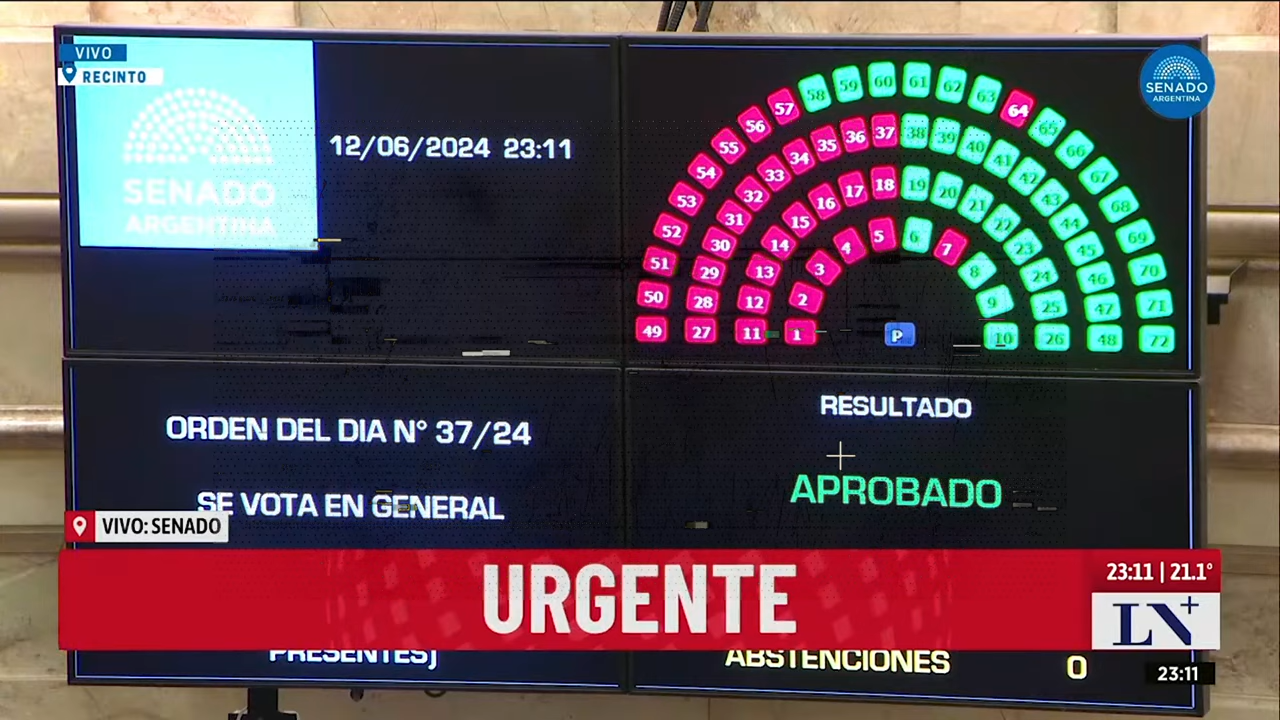 VIVO
RECINTO
SENADO
ARGENTINA
12/06/2024 23:11
SENADO
ARGENTINA
57 58 59 60 61 62 63 64
56 65
55 35 36 37 38 39 40 66
54 34 41 67
53 33 42 68
52 32 16 17 18 19 20 21 43 69
51 31 15 22 44 70
50 30 14 4 5 6 7 23 45 71
49 29 13 3 8 24 46 72
28 12 2 9 25 47
27 11 1 P 10 26 48
ORDEN DEL DIA N° 37/24
SE VOTA EN GENERAL
RESULTADO
APROBADO
VIVO: SENADO
URGENTE
23:11 | 21.1°
LN+
PRESENTES)
ABSTENCIONES 0
23:11